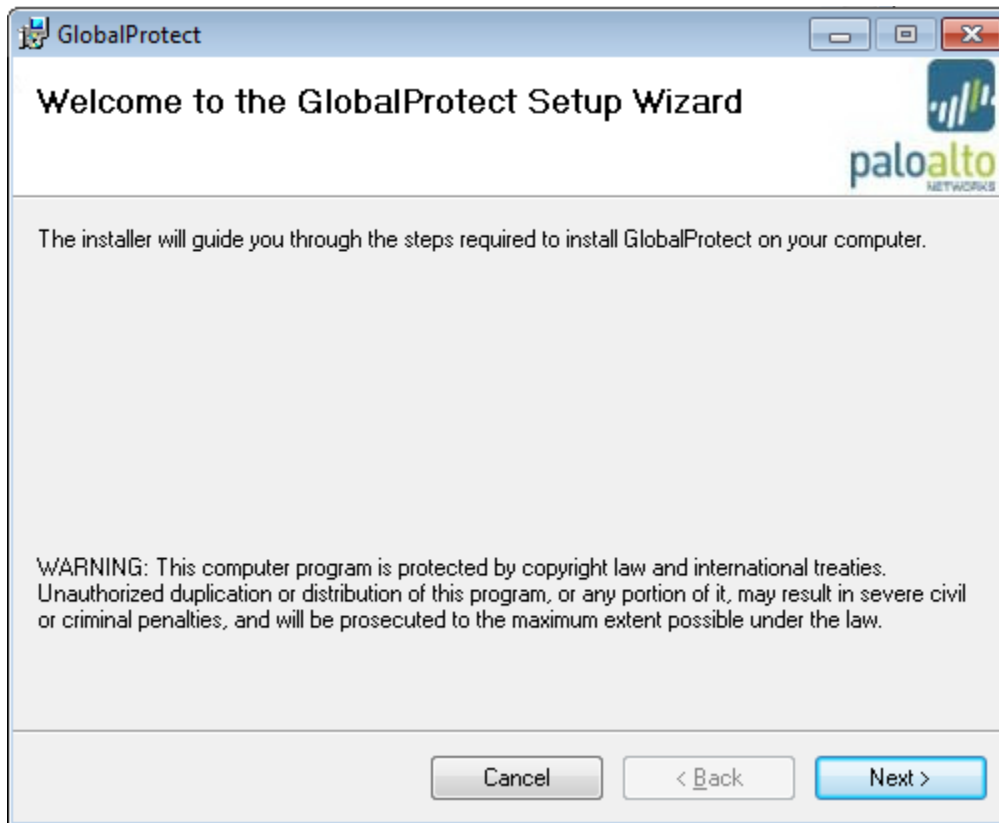 GlobalProtect
Welcome to the GlobalProtect Setup Wizard
paloalto
NETWORKS
The installer will guide you through the steps required to install GlobalProtect on your computer.
WARNING: This computer program is protected by copyright law and international treaties.
Unauthorized duplication or distribution of this program, or any portion of it, may result in severe civil
or criminal penalties, and will be prosecuted to the maximum extent possible under the law.
Cancel < Back Next >